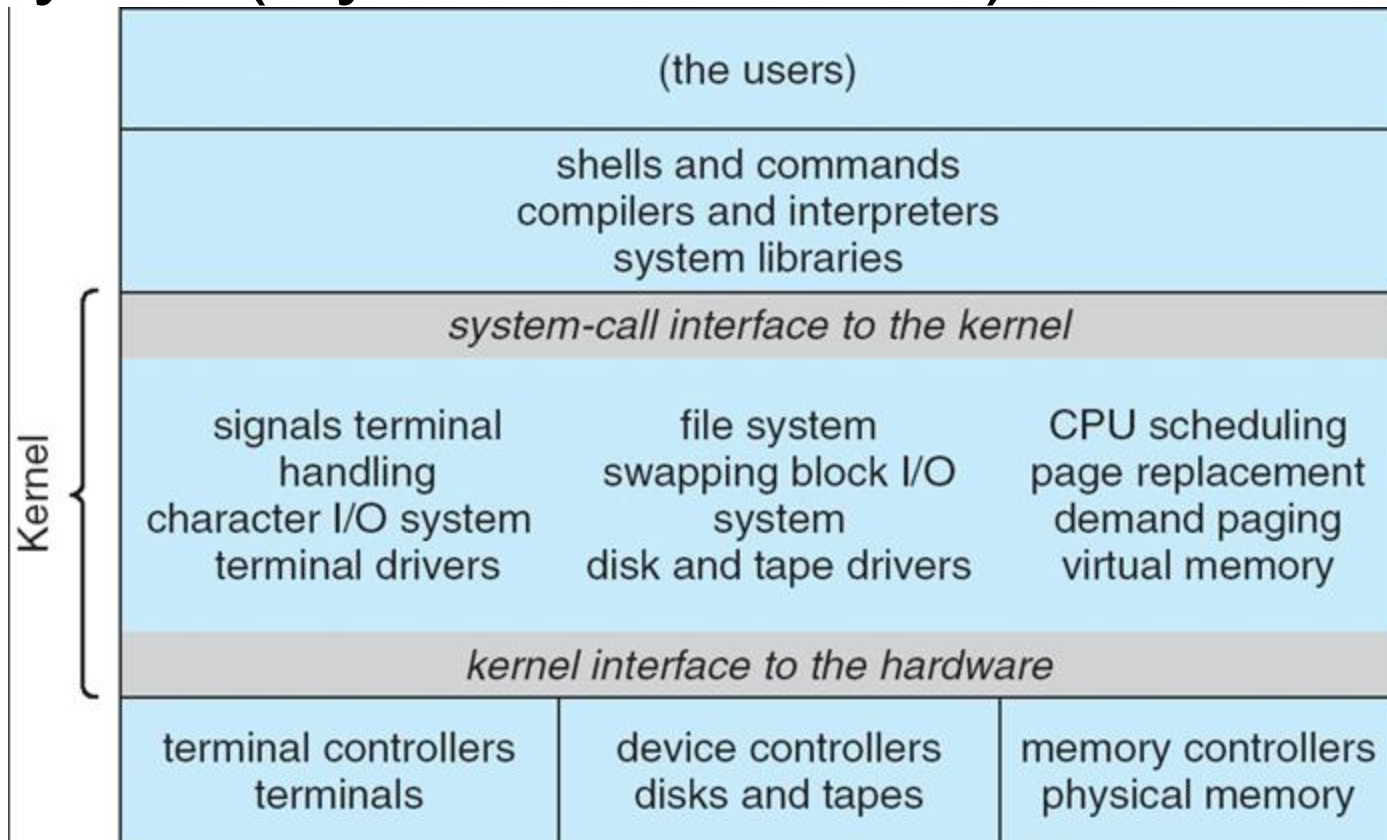 (the users)
shells and commands
compilers and interpreters
system libraries
Kernel
system-call interface to the kernel
signals terminal
handling
character I/O system
terminal drivers
file system
swapping block I/O
system
disk and tape drivers
CPU scheduling
page replacement
demand paging
virtual memory
kernel interface to the hardware
terminal controllers
terminals
device controllers
disks and tapes
memory controllers
physical memory